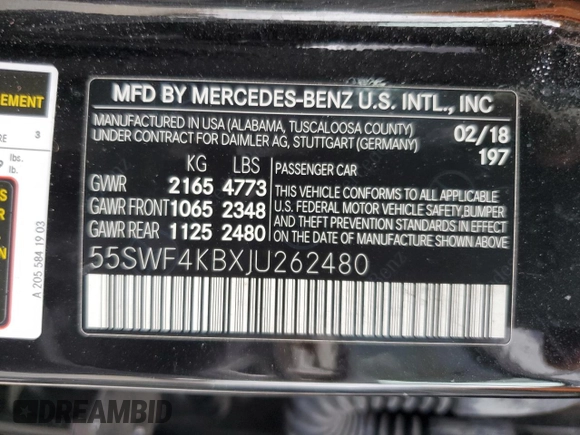 EMENT
RE 3
lbs.
lb.
S
R
A 205 584 19 03
MFD BY MERCEDES-BENZ U.S. INTL., INC
MANUFACTURED IN USA (ALABAMA, TUSCALOOSA COUNTY)
UNDER CONTRACT FOR DAIMLER AG, STUTTGART (GERMANY)
02/18
197
KG LBS
GVWR 2165 4773
GAWR FRONT 1065 2348
GAWR REAR 1125 2480
PASSENGER CAR
THIS VEHICLE CONFORMS TO ALL APPLICABLE
U.S. FEDERAL MOTOR VEHICLE SAFETY,BUMPER
AND THEFT PREVENTION STANDARDS IN EFFECT
ON THE DATE OF MANUFACTURE SHOWN ABOVE.
55SWF4KBXJU262480
DREAMBID